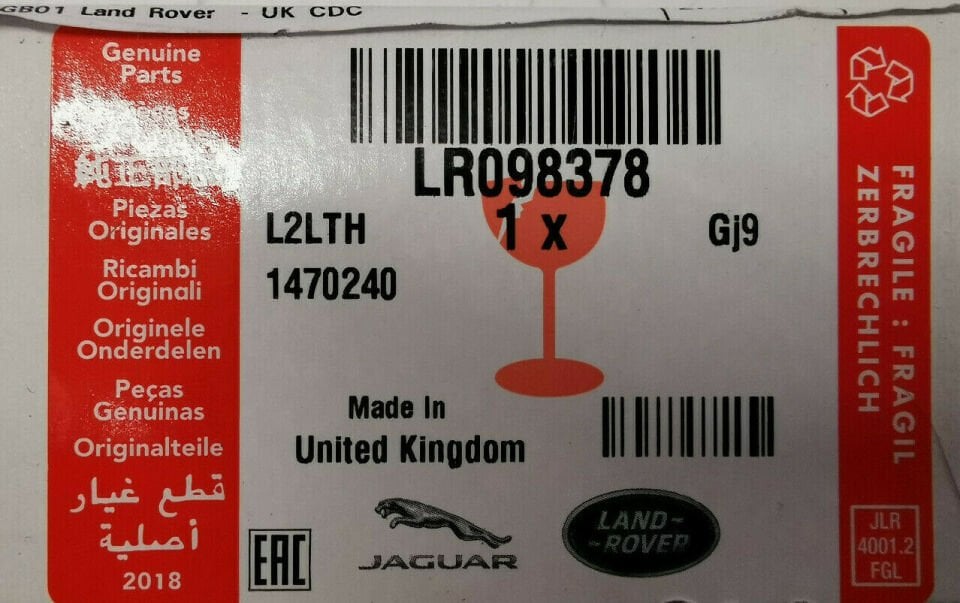 GB01 Land Rover - UK CDC
Genuine
Parts
Piezas
Originales
Ricambi
Originali
Originele
Onderdelen
Peças
Genuinas
Originalteile
قطع غيار
أصلية
2018
LR098378
L2LTH
1 x
Gj9
1470240
Made In
United Kingdom
EAC
JAGUAR
LAND-
-ROVER
FRAGILE : FRAGIL
ZERBRECHLICH
JLR
4001.2
FGL